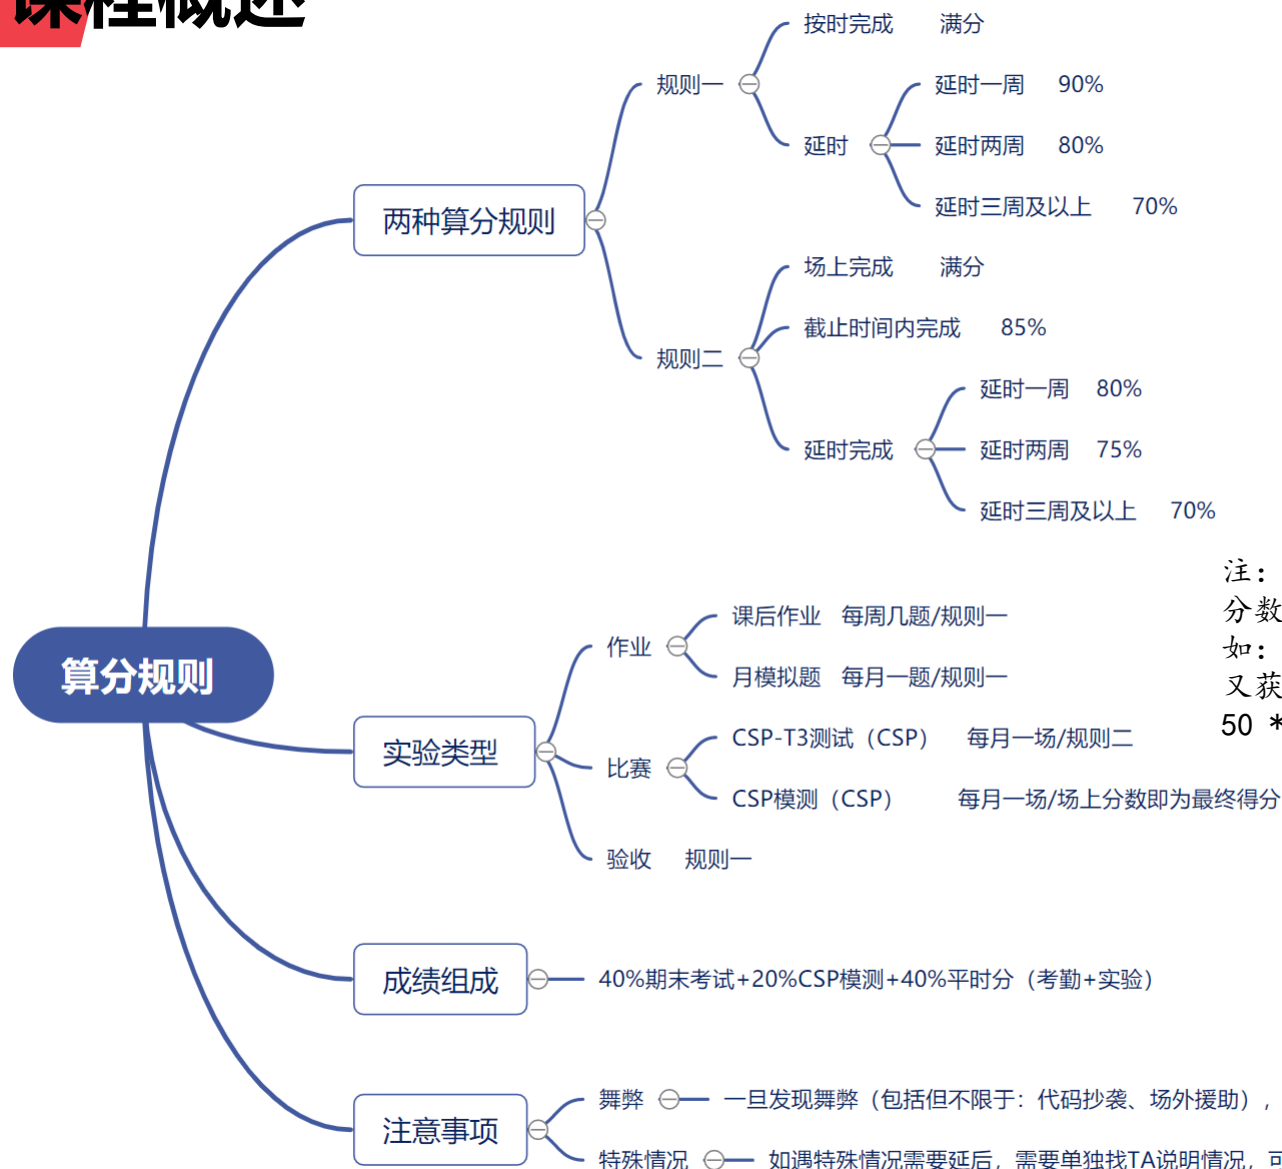 课程概述
按时完成 满分
规则一
延时一周 90%
延时
延时两周 80%
延时三周及以上 70%
两种算分规则
场上完成 满分
截止时间内完成 85%
规则二
延时一周 80%
延时完成
延时两周 75%
延时三周及以上 70%
注：
分数
如：
又获
50 *
算分规则
课后作业 每周几题/规则一
作业
月模拟题 每月一题/规则一
实验类型
CSP-T3测试（CSP） 每月一场/规则二
比赛
CSP模测（CSP） 每月一场/场上分数即为最终得分
验收 规则一
成绩组成
40%期末考试+20%CSP模测+40%平时分（考勤+实验）
注意事项
舞弊 一旦发现舞弊（包括但不限于：代码抄袭、场外援助），
特殊情况 如遇特殊情况需要延后，需要单独找TA说明情况，可